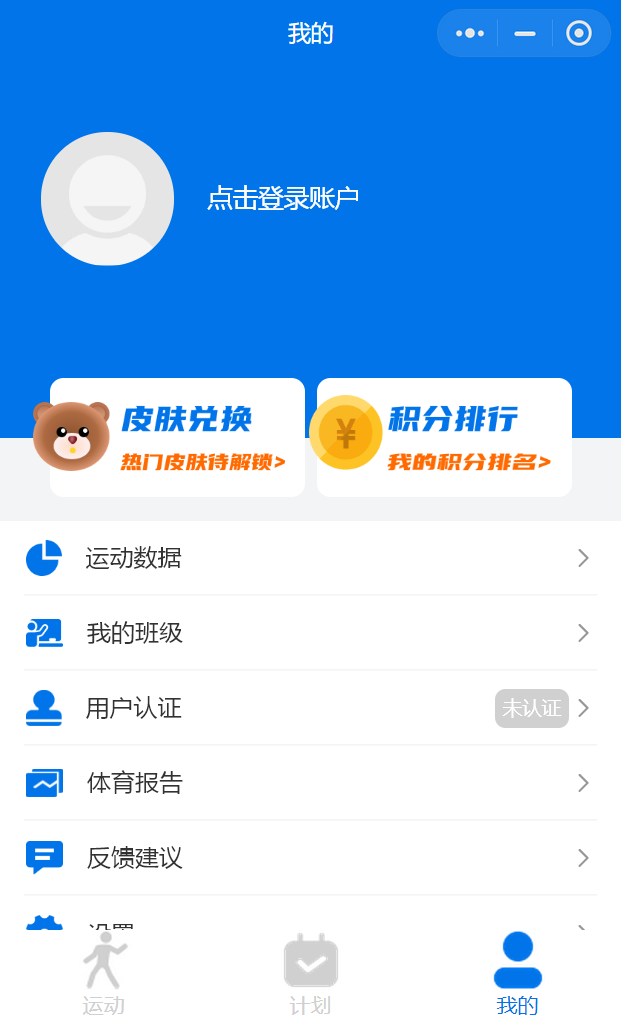 我的
点击登录账户
皮肤兑换
热门皮肤待解锁>
积分排行
我的积分排名>
¥
运动数据
我的班级
用户认证
未认证
体育报告
反馈建议
设置
运动
计划
我的